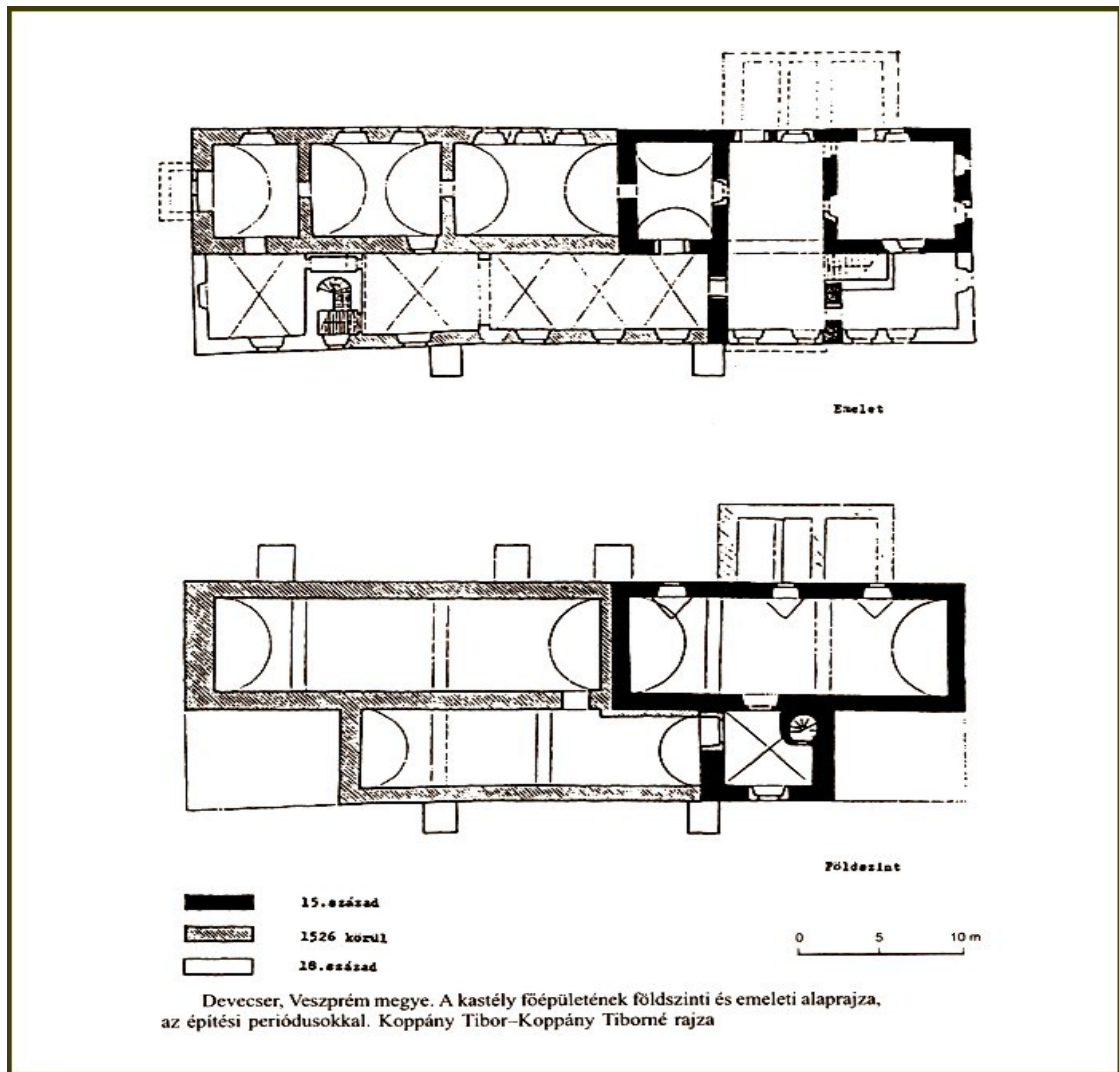 Emelet
Földszint
15.század
1526 körül
18.század
0 5 10 m
Devecser, Veszprém megye. A kastély főépületének földszinti és emeleti alaprajza,
az építési periódusokkal. Koppány Tibor–Koppány Tiborné rajza